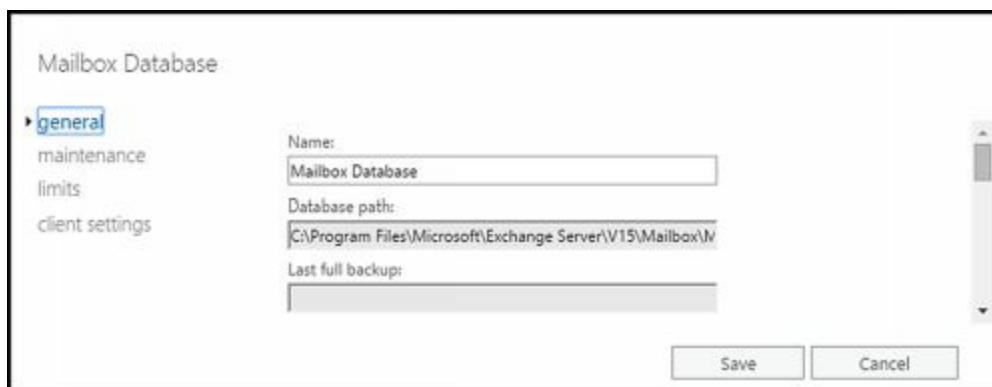 Mailbox Database
general
maintenance
limits
client settings
Name:
Mailbox Database
Database path:
C:\Program Files\Microsoft\Exchange Server\V15\Mailbox\M
Last full backup:
Save
Cancel